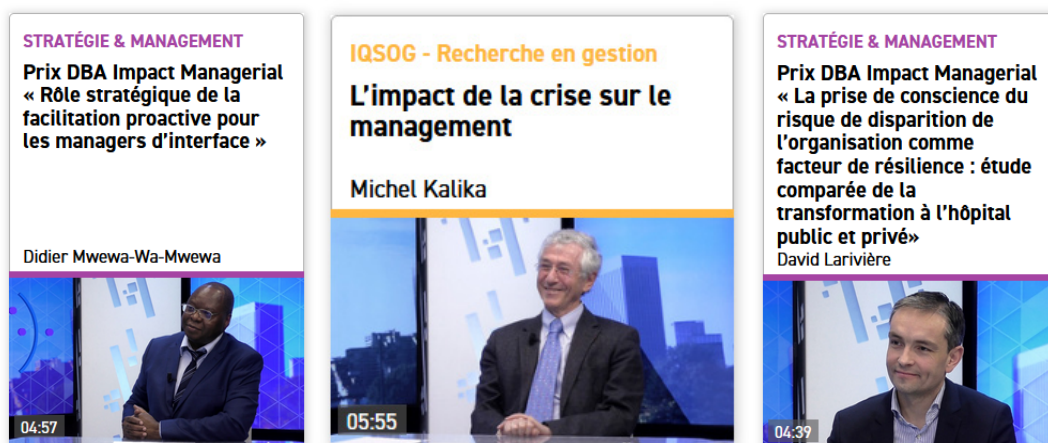 STRATÉGIE & MANAGEMENT
Prix DBA Impact Managerial
« Rôle stratégique de la
facilitation proactive pour
les managers d'interface »
Didier Mwewa-Wa-Mwewa
04:57
IQSOG - Recherche en gestion
L'impact de la crise sur le
management
Michel Kalika
05:55
STRATÉGIE & MANAGEMENT
Prix DBA Impact Managerial
« La prise de conscience du
risque de disparition de
l'organisation comme
facteur de résilience : étude
comparée de la
transformation à l'hôpital
public et privé»
David Larivière
04:39